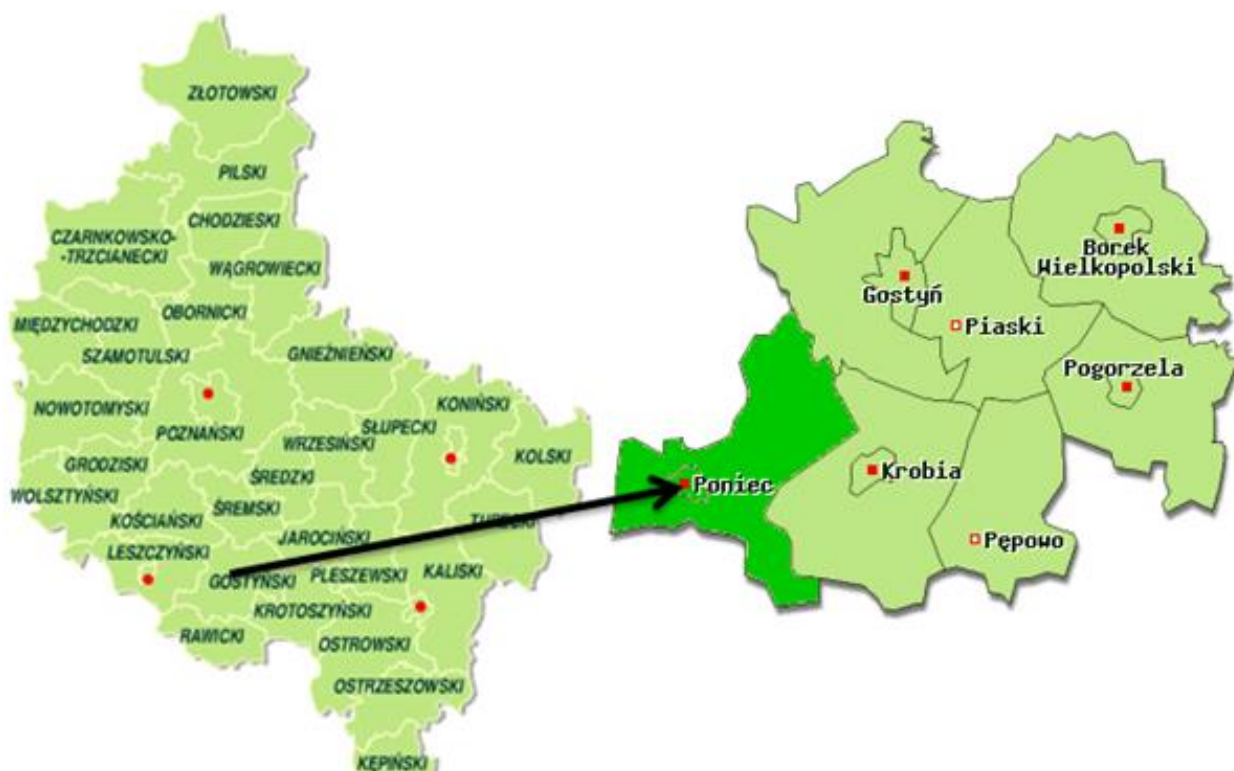 ZŁOTOWSKI
PILSKI
CHODZIESKI
CZARNKOWSKO-
-TRZCIANECKI
WĄGROWIECKI
OBORNICKI
MIĘDZYCHODZKI
SZAMOTULSKI
GNIEŹNIEŃSKI
NOWOTOMYSKI
POZNAŃSKI
WRZESIŃSKI
SŁUPECKI
KONIŃSKI
KOLSKI
GRODZISKI
ŚREDZKI
WOLSZTYŃSKI
KOŚCIAŃSKI
ŚREMSKI
JAROCIŃSKI
LESZCZYŃSKI
GOSTYŃSKI
PLESZEWSKI
KALISKI
KROTOSZYŃSKI
RAWICKI
OSTROWSKI
OSTRZESZOWSKI
KĘPIŃSKI
Borek
Wielkopolski
Gostyń
Piaski
Pogorzela
Krobia
Poniec
Pępowo